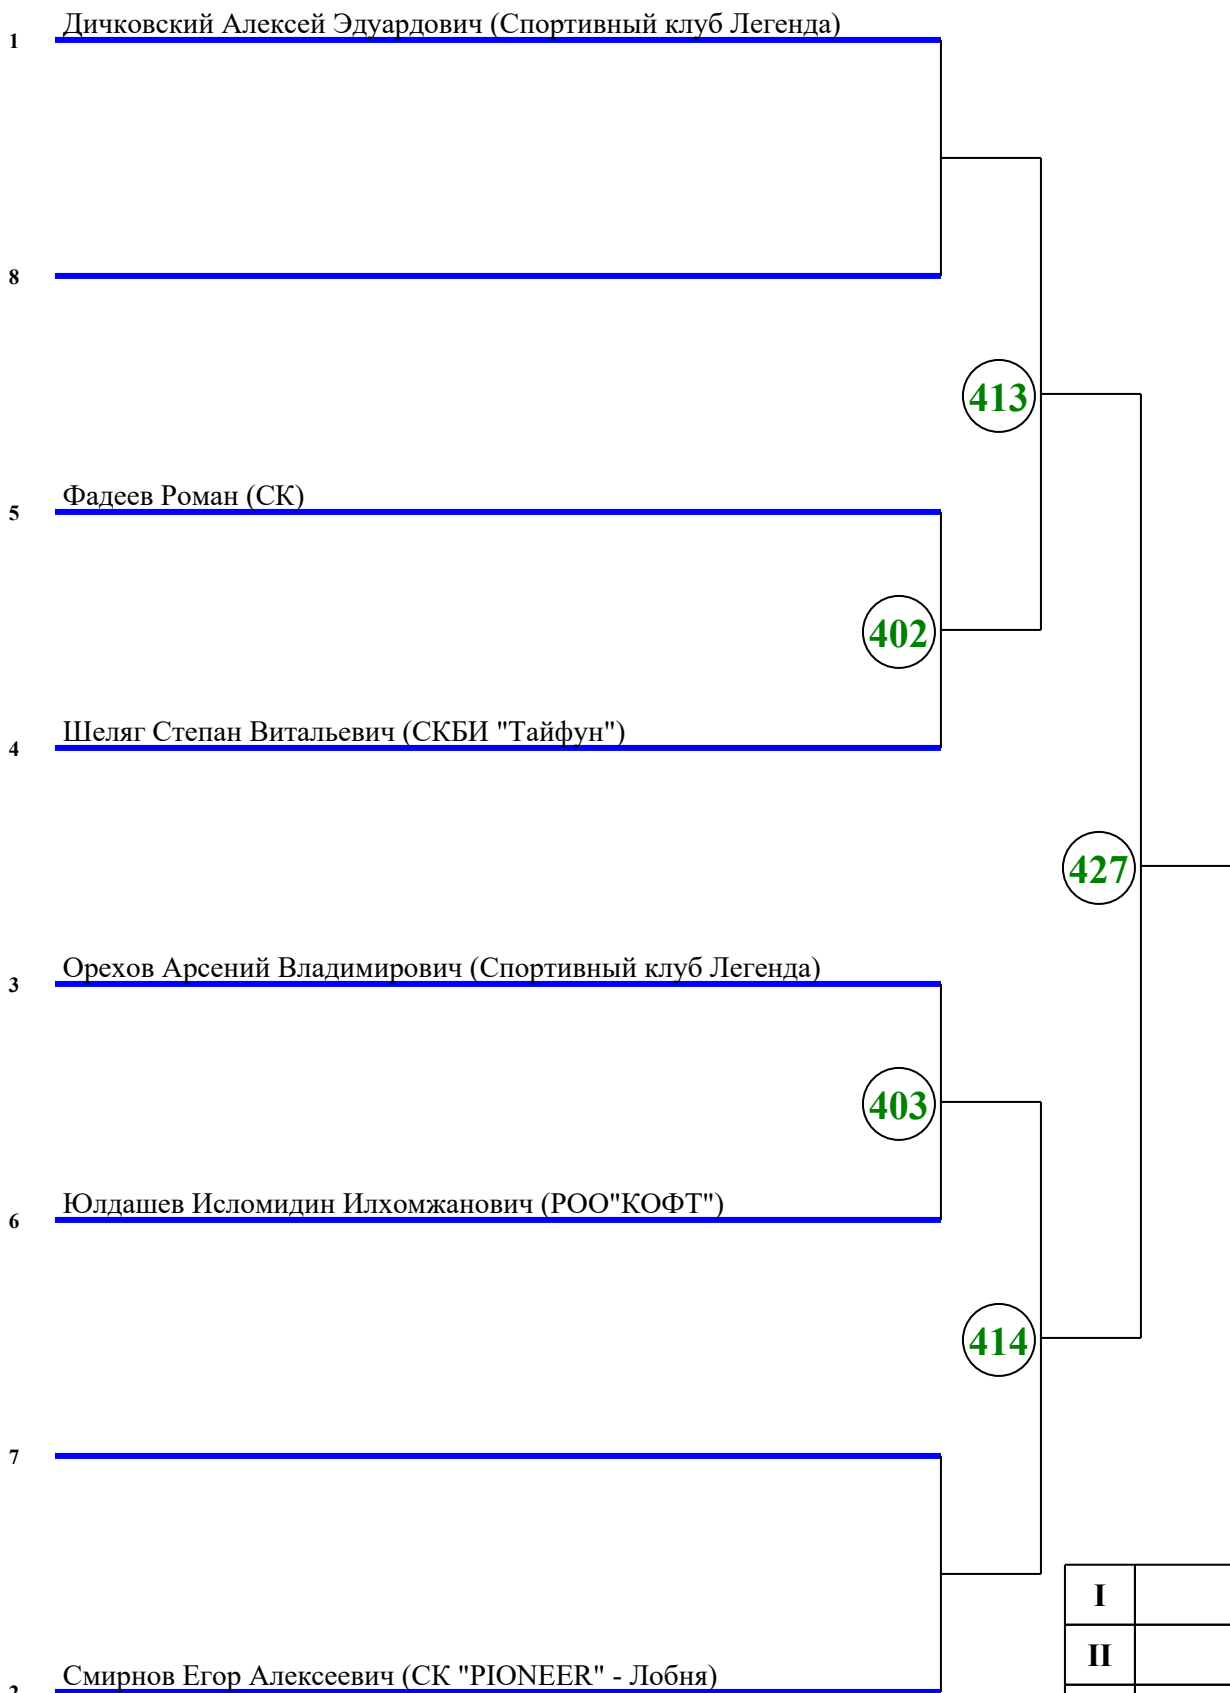 1 Дичковский Алексей Эдуардович (Спортивный клуб Легенда)
8
413
5 Фадеев Роман (СК)
402
4 Шеляг Степан Витальевич (СКБИ "Тайфун")
427
3 Орехов Арсений Владимирович (Спортивный клуб Легенда)
403
6 Юлдашев Исломидин Илхомжанович (РОО"КОФТ")
414
7
I
II
2 Смирнов Егор Алексеевич (СК "PIONEER" - Лобня)